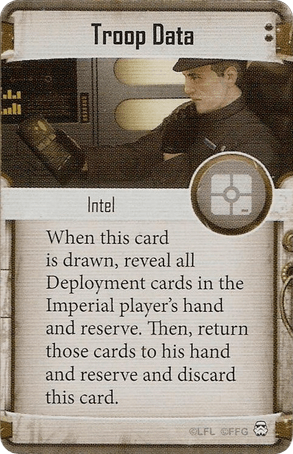 Troop Data
Intel
When this card
is drawn, reveal all
Deployment cards in the
Imperial player's hand
and reserve. Then, return
those cards to his hand
and reserve and discard
this card.
©LFL ©FFG